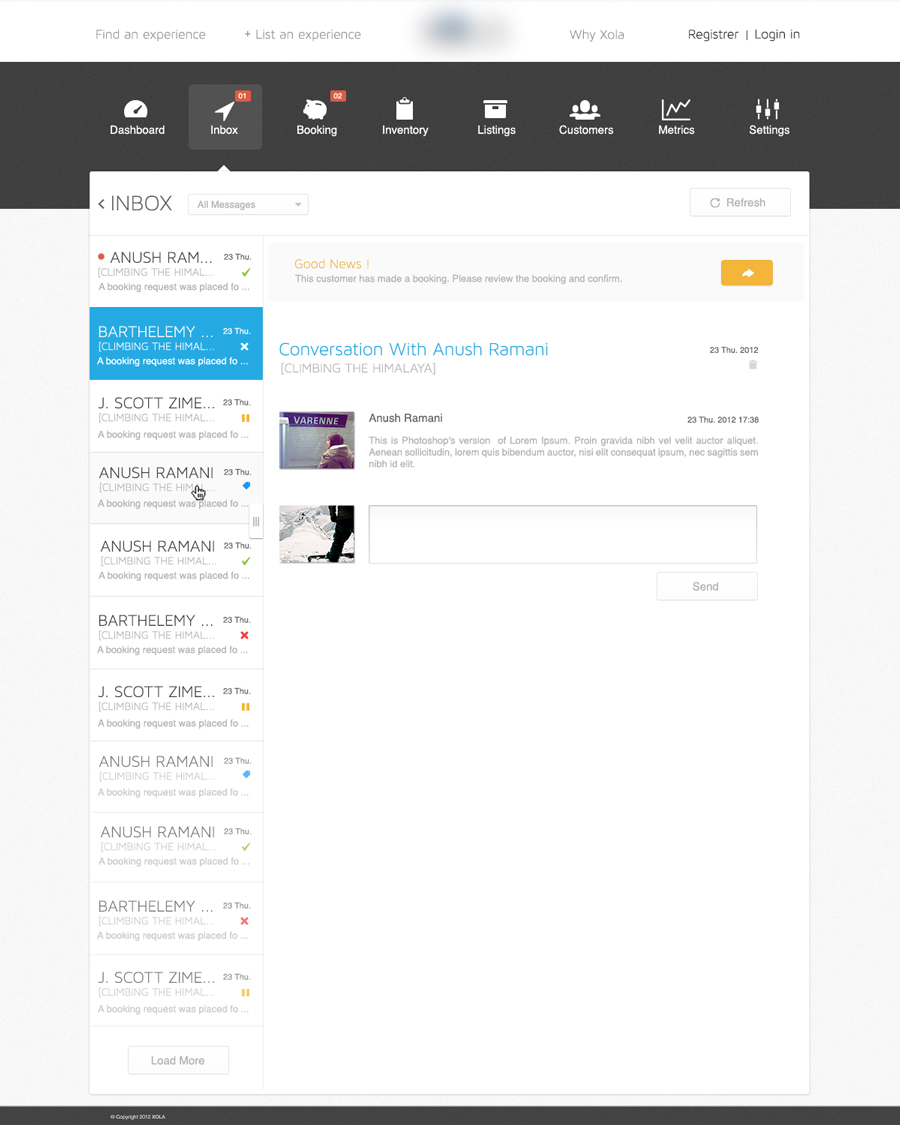 Find an experience
+ List an experience
Why Xola
Registrer | Login in
01
02
Dashboard
Inbox
Booking
Inventory
Listings
Customers
Metrics
Settings
INBOX
All Messages
Refresh
ANUSH RAM... 23 Thu.
[CLIMBING THE HIMAL...
A booking request was placed fo ...
BARTHELEMY ... 23 Thu.
[CLIMBING THE HIMAL...
A booking request was placed fo ...
J. SCOTT ZIME... 23 Thu.
[CLIMBING THE HIMAL...
A booking request was placed fo ...
ANUSH RAMANI 23 Thu.
[CLIMBING THE HIMAL...
A booking request was placed fo ...
ANUSH RAMANI 23 Thu.
[CLIMBING THE HIMAL...
A booking request was placed fo ...
BARTHELEMY ... 23 Thu.
[CLIMBING THE HIMAL...
A booking request was placed fo ...
J. SCOTT ZIME... 23 Thu.
[CLIMBING THE HIMAL...
A booking request was placed fo ...
ANUSH RAMANI 23 Thu.
[CLIMBING THE HIMAL...
A booking request was placed fo ...
ANUSH RAMANI 23 Thu.
[CLIMBING THE HIMAL...
A booking request was placed fo ...
BARTHELEMY ... 23 Thu.
[CLIMBING THE HIMAL...
A booking request was placed fo ...
J. SCOTT ZIME... 23 Thu.
[CLIMBING THE HIMAL...
A booking request was placed fo ...
Load More
Good News !
This customer has made a booking. Please review the booking and confirm.
Conversation With Anush Ramani
23 Thu. 2012
[CLIMBING THE HIMALAYA]
VARENNE
Anush Ramani
23 Thu. 2012 17:38
This is Photoshop's version of Lorem Ipsum. Proin gravida nibh vel velit auctor aliquet.
Aenean sollicitudin, lorem quis bibendum auctor, nisi elit consequat ipsum, nec sagittis sem
nibh id elit.
Send
© Copyright 2012 XOLA